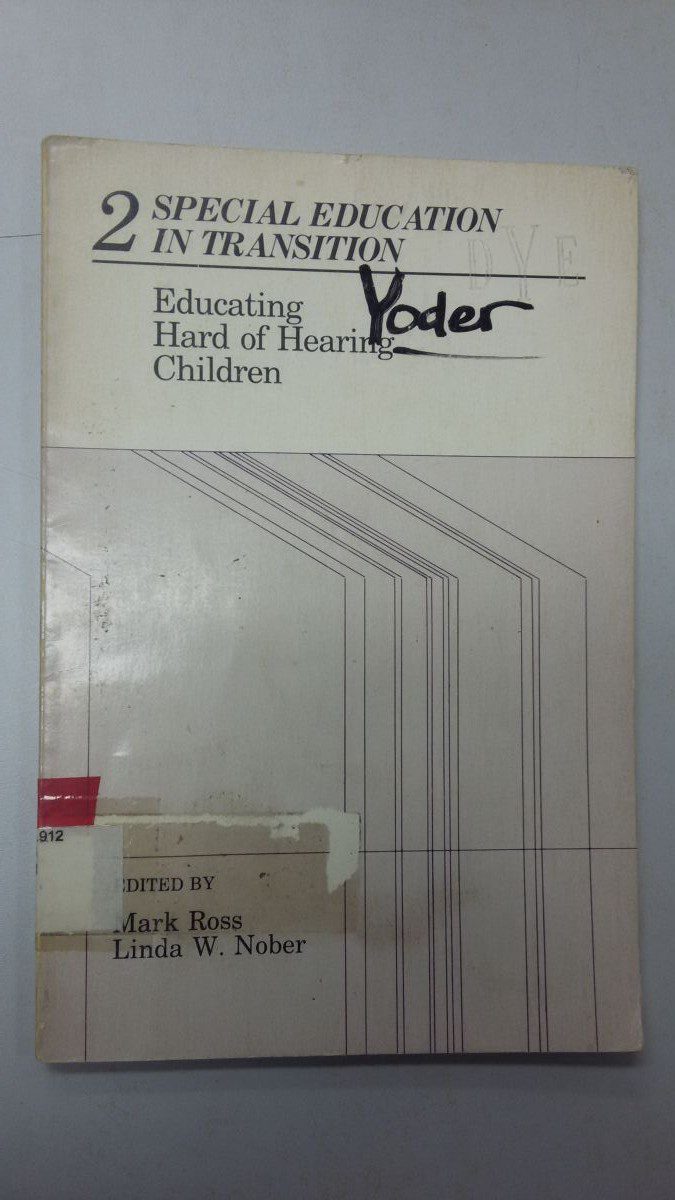 2 SPECIAL EDUCATION
IN TRANSITION
DYE
Educating
Hard of Hearing
Children
Yoder
.912
EDITED BY
Mark Ross
Linda W. Nober